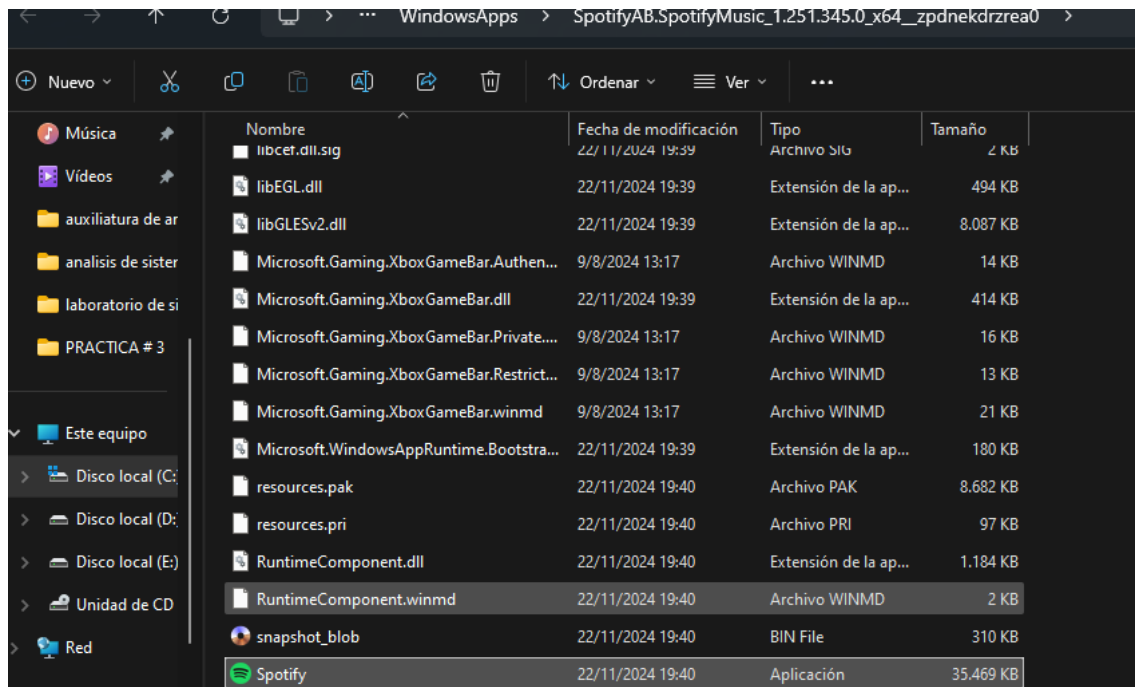 WindowsApps > SpotifyAB.SpotifyMusic_1.251.345.0_x64__zpdnekdrzrea0 >
Nuevo Ordenar Ver
Nombre Fecha de modificación Tipo Tamaño
libcef.dll.sig 22/11/2024 19:39 Archivo SIG 2 KB
Música
Vídeos
auxiliatura de ar
analisis de sister
laboratorio de si
PRACTICA # 3
Este equipo
Disco local (C:)
Disco local (D:)
Disco local (E:)
Unidad de CD
Red
libEGL.dll 22/11/2024 19:39 Extensión de la ap... 494 KB
libGLESv2.dll 22/11/2024 19:39 Extensión de la ap... 8.087 KB
Microsoft.Gaming.XboxGameBar.Authen... 9/8/2024 13:17 Archivo WINMD 14 KB
Microsoft.Gaming.XboxGameBar.dll 22/11/2024 19:39 Extensión de la ap... 414 KB
Microsoft.Gaming.XboxGameBar.Private.... 9/8/2024 13:17 Archivo WINMD 16 KB
Microsoft.Gaming.XboxGameBar.Restrict... 9/8/2024 13:17 Archivo WINMD 13 KB
Microsoft.Gaming.XboxGameBar.winmd 9/8/2024 13:17 Archivo WINMD 21 KB
Microsoft.WindowsAppRuntime.Bootstra... 22/11/2024 19:39 Extensión de la ap... 180 KB
resources.pak 22/11/2024 19:40 Archivo PAK 8.682 KB
resources.pri 22/11/2024 19:40 Archivo PRI 97 KB
RuntimeComponent.dll 22/11/2024 19:40 Extensión de la ap... 1.184 KB
RuntimeComponent.winmd 22/11/2024 19:40 Archivo WINMD 2 KB
snapshot_blob 22/11/2024 19:40 BIN File 310 KB
Spotify 22/11/2024 19:40 Aplicación 35.469 KB